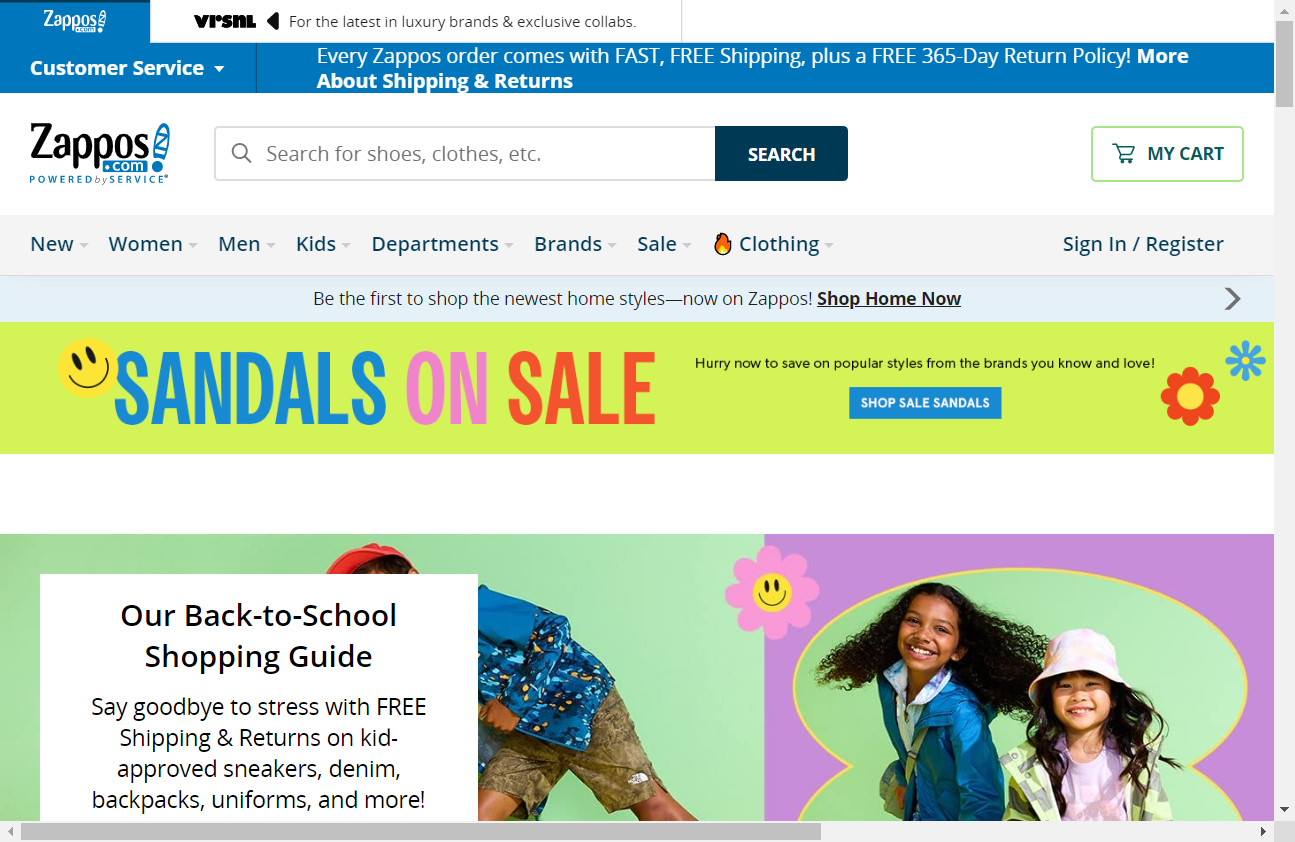 Zappos
.com
VRSNL For the latest in luxury brands & exclusive collabs.
Customer Service
Every Zappos order comes with FAST, FREE Shipping, plus a FREE 365-Day Return Policy! More
About Shipping & Returns
Zappos
.com
POWERED by SERVICE®
Search for shoes, clothes, etc.
SEARCH
MY CART
New Women Men Kids Departments Brands Sale 🔥 Clothing Sign In / Register
Be the first to shop the newest home styles—now on Zappos! Shop Home Now
SANDALS ON SALE
Hurry now to save on popular styles from the brands you know and love!
SHOP SALE SANDALS
Our Back-to-School
Shopping Guide
Say goodbye to stress with FREE
Shipping & Returns on kid-
approved sneakers, denim,
backpacks, uniforms, and more!